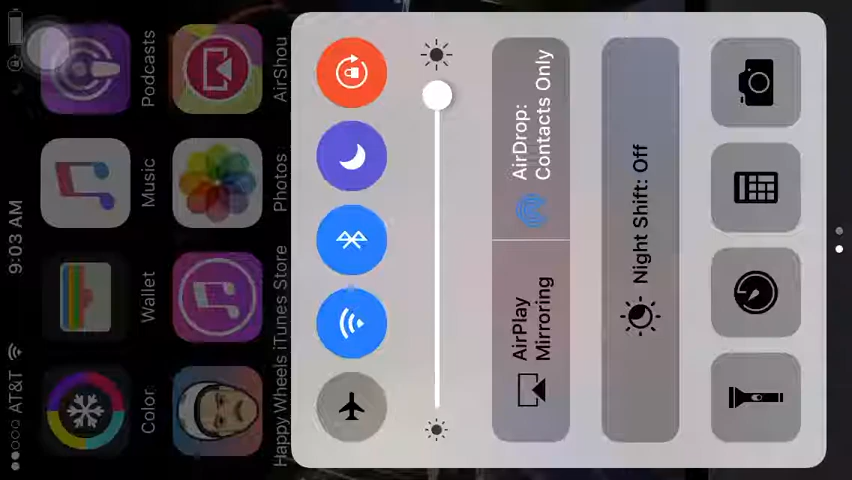 AT&T
9:03 AM
Color
Wallet
Music
Podcasts
Happy Wheels
iTunes Store
Photos
AirShou
AirPlay
Mirroring
AirDrop:
Contacts Only
Night Shift: Off